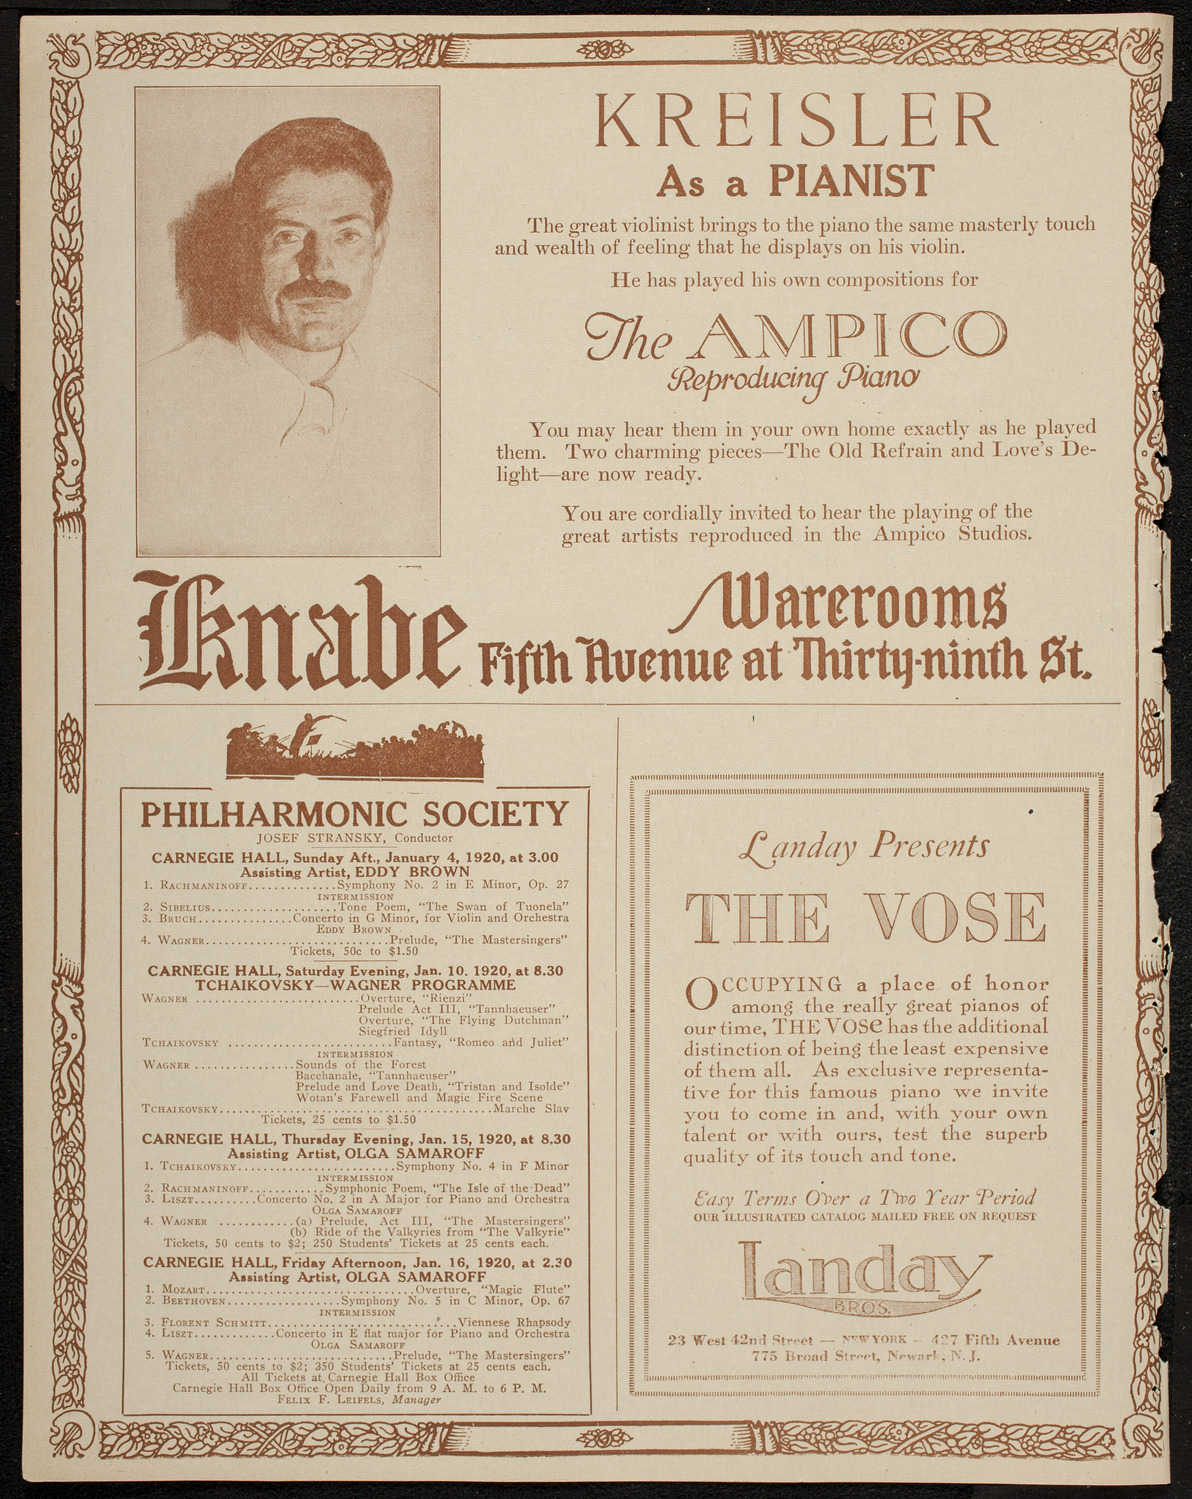 KREISLER
As a PIANIST
The great violinist brings to the piano the same masterly touch
and wealth of feeling that he displays on his violin.
He has played his own compositions for
The AMPICO
Reproducing Piano
You may hear them in your own home exactly as he played
them. Two charming pieces—The Old Refrain and Love's De-
light—are now ready.
You are cordially invited to hear the playing of the
great artists reproduced in the Ampico Studios.
Knabe Warerooms
Fifth Avenue at Thirty-ninth St.
PHILHARMONIC SOCIETY
JOSEF STRANSKY, Conductor
CARNEGIE HALL, Sunday Aft., January 4, 1920, at 3.00
Assisting Artist, EDDY BROWN
1. RACHMANINOFF.............Symphony No. 2 in E Minor, Op. 27
INTERMISSION
2. SIBELIUS...................Tone Poem, "The Swan of Tuonela"
3. BRUCH..............Concerto in G Minor, for Violin and Orchestra
EDDY BROWN
4. WAGNER...........................Prelude, "The Mastersingers"
Tickets, 50c to $1.50
CARNEGIE HALL, Saturday Evening, Jan. 10, 1920, at 8.30
TCHAIKOVSKY—WAGNER PROGRAMME
WAGNER ........................Overture, "Rienzi"
Prelude Act III, "Tannhaeuser"
Overture, "The Flying Dutchman"
Siegfried Idyll
TCHAIKOVSKY ........................Fantasy, "Romeo and Juliet"
INTERMISSION
WAGNER ...............Sounds of the Forest
Bacchanale, "Tannhaeuser"
Prelude and Love Death, "Tristan and Isolde"
Wotan's Farewell and Magic Fire Scene
TCHAIKOVSKY........................................Marche Slav
Tickets, 25 cents to $1.50
CARNEGIE HALL, Thursday Evening, Jan. 15, 1920, at 8.30
Assisting Artist, OLGA SAMAROFF
1. TCHAIKOVSKY.......................Symphony No. 4 in F Minor
INTERMISSION
2. RACHMANINOFF...........Symphonic Poem, "The Isle of the Dead"
3. LISZT.........Concerto No. 2 in A Major for Piano and Orchestra
OLGA SAMAROFF
4. WAGNER ...........(a) Prelude, Act III, "The Mastersingers"
(b) Ride of the Valkyries from "The Valkyrie"
Tickets, 50 cents to $2; 250 Students' Tickets at 25 cents each.
CARNEGIE HALL, Friday Afternoon, Jan. 16, 1920, at 2.30
Assisting Artist, OLGA SAMAROFF
1. MOZART...............................Overture, "Magic Flute"
2. BEETHOVEN.................Symphony No. 5 in C Minor, Op. 67
INTERMISSION
3. FLORENT SCHMITT............................Viennese Rhapsody
4. LISZT............Concerto in E flat major for Piano and Orchestra
OLGA SAMAROFF
5. WAGNER...........................Prelude, "The Mastersingers"
Tickets, 50 cents to $2; 250 Students' Tickets at 25 cents each.
All Tickets at Carnegie Hall Box Office
Carnegie Hall Box Office Open Daily from 9 A. M. to 6 P. M.
FELIX F. LEIFELS, Manager
Landay Presents
THE VOSE
OCCUPYING a place of honor
among the really great pianos of
our time, THE VOSE has the additional
distinction of being the least expensive
of them all. As exclusive representa-
tive for this famous piano we invite
you to come in and, with your own
talent or with ours, test the superb
quality of its touch and tone.
Easy Terms Over a Two Year Period
OUR ILLUSTRATED CATALOG MAILED FREE ON REQUEST
Landay
BROS.
23 West 42nd Street — NEW YORK — 427 Fifth Avenue
775 Broad Street, Newark, N. J.